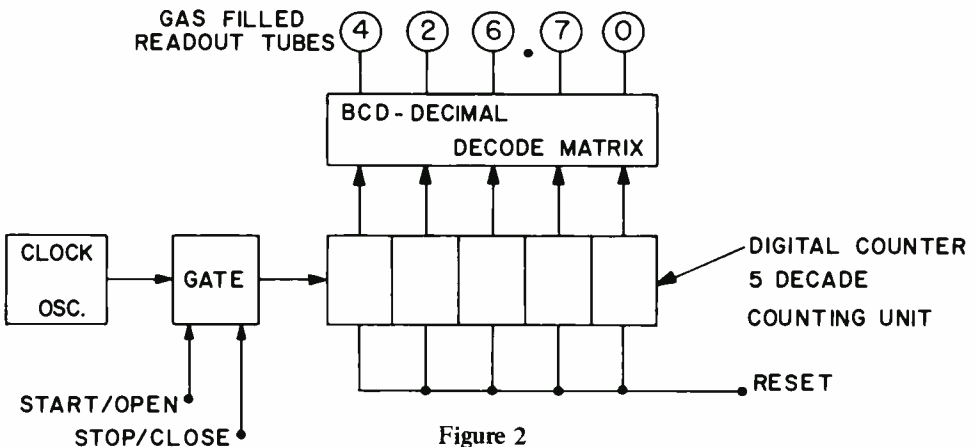 GAS FILLED
READOUT TUBES
4 2 6 . 7 0
BCD - DECIMAL
DECODE MATRIX
CLOCK
OSC.
GATE
DIGITAL COUNTER
5 DECADE
COUNTING UNIT
START/OPEN
STOP/CLOSE
RESET
Figure 2